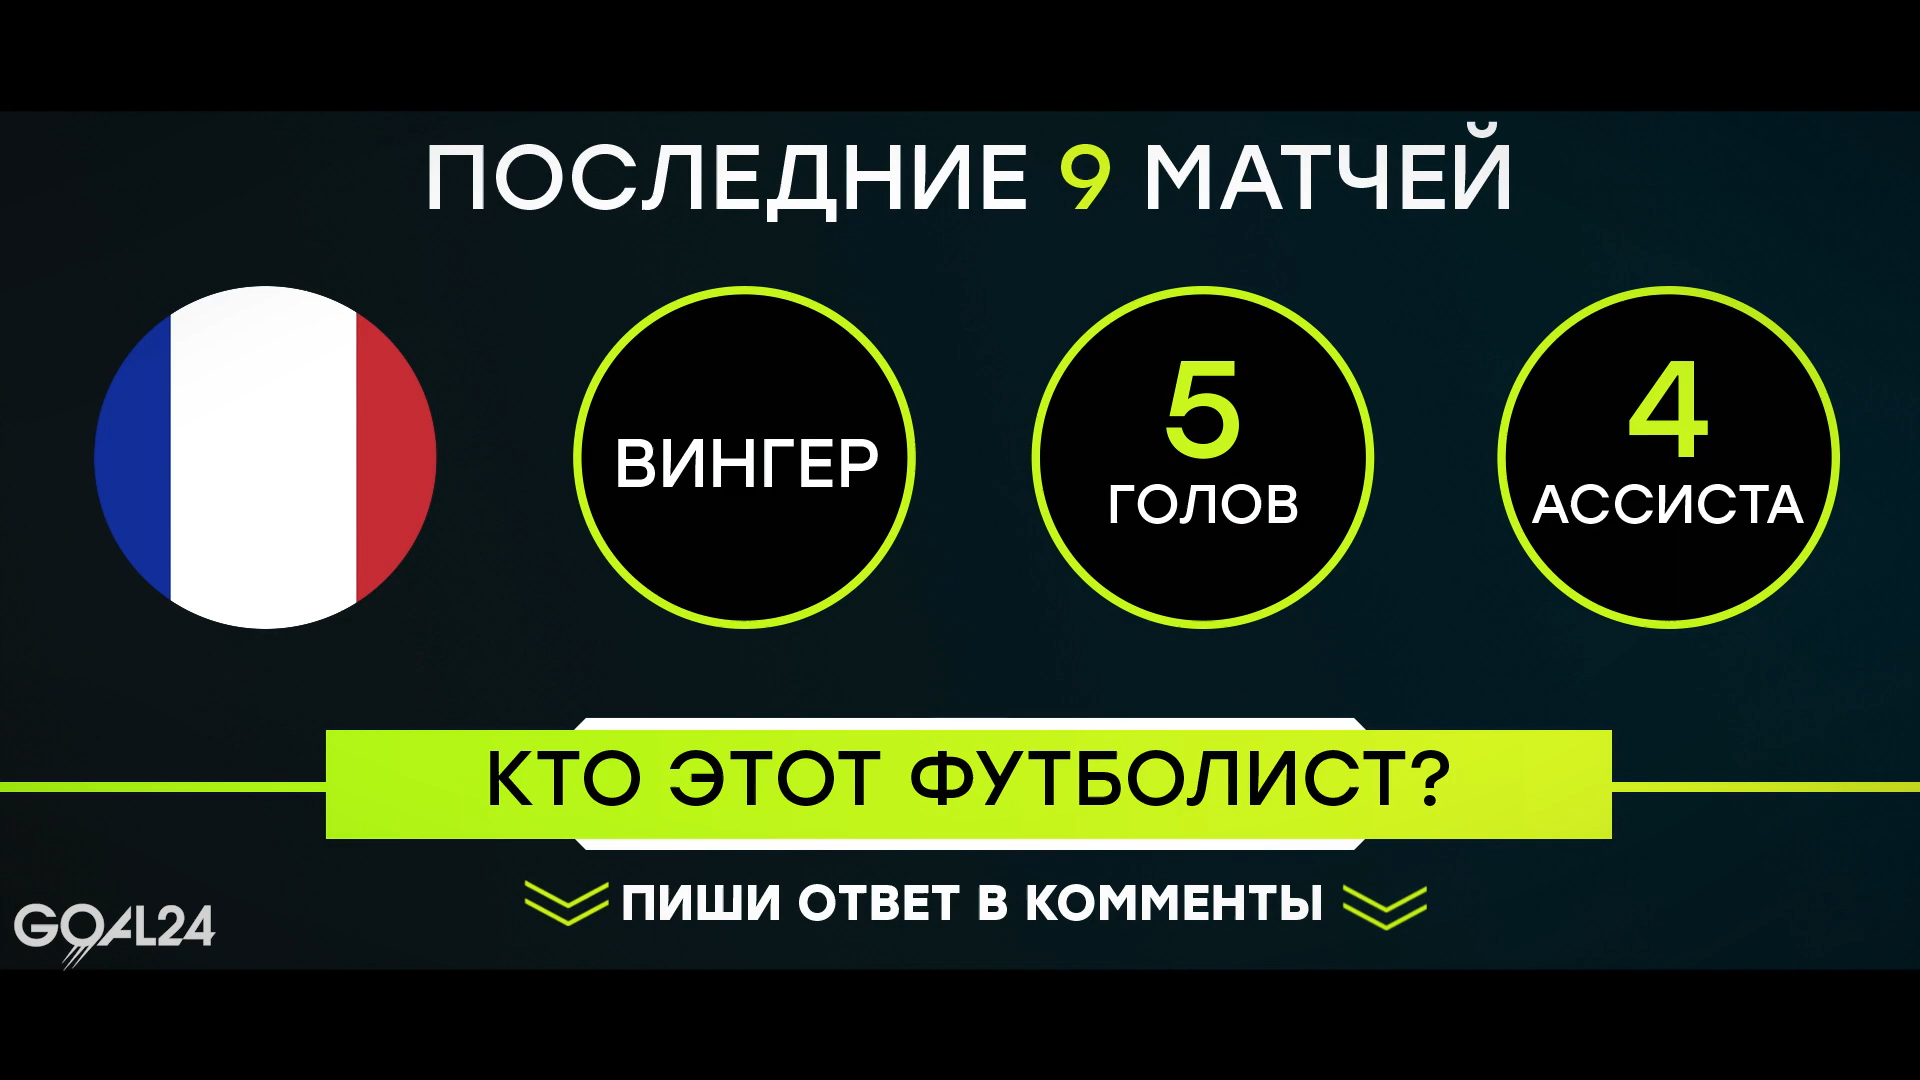 ПОСЛЕДНИЕ 9 МАТЧЕЙ
ВИНГЕР
5
ГОЛОВ
4
АССИСТА
КТО ЭТОТ ФУТБОЛИСТ?
ПИШИ ОТВЕТ В КОММЕНТЫ
GOAL24